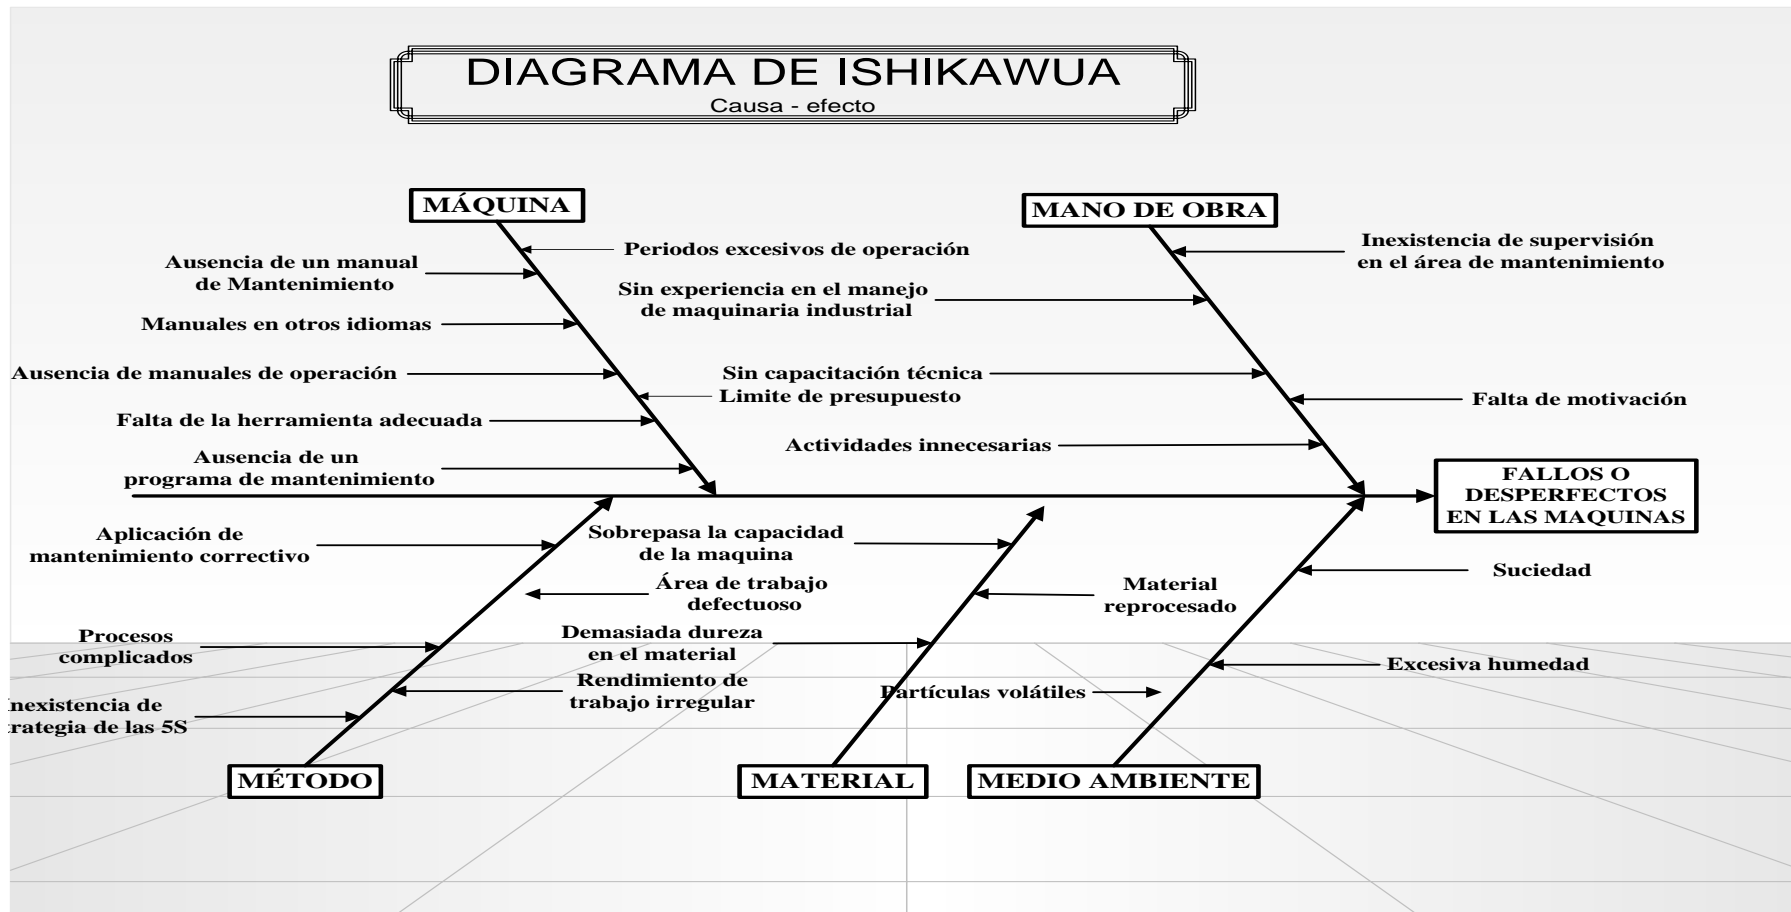 DIAGRAMA DE ISHIKAWUA
Causa - efecto
MÁQUINA
MANO DE OBRA
Periodos excesivos de operación
Ausencia de un manual
de Mantenimiento
Manuales en otros idiomas
Ausencia de manuales de operación
Limite de presupuesto
Falta de la herramienta adecuada
Ausencia de un
programa de mantenimiento
Inexistencia de supervisión
en el área de mantenimiento
Sin experiencia en el manejo
de maquinaria industrial
Sin capacitación técnica
Falta de motivación
Actividades innecesarias
FALLOS O
DESPERFECTOS
EN LAS MAQUINAS
Aplicación de
mantenimiento correctivo
Área de trabajo
defectuoso
Procesos
complicados
Rendimiento de
trabajo irregular
Inexistencia de
trategia de las 5S
Sobrepasa la capacidad
de la maquina
Material
reprocesado
Demasiada dureza
en el material
Suciedad
Excesiva humedad
Partículas volátiles
MÉTODO
MATERIAL
MEDIO AMBIENTE